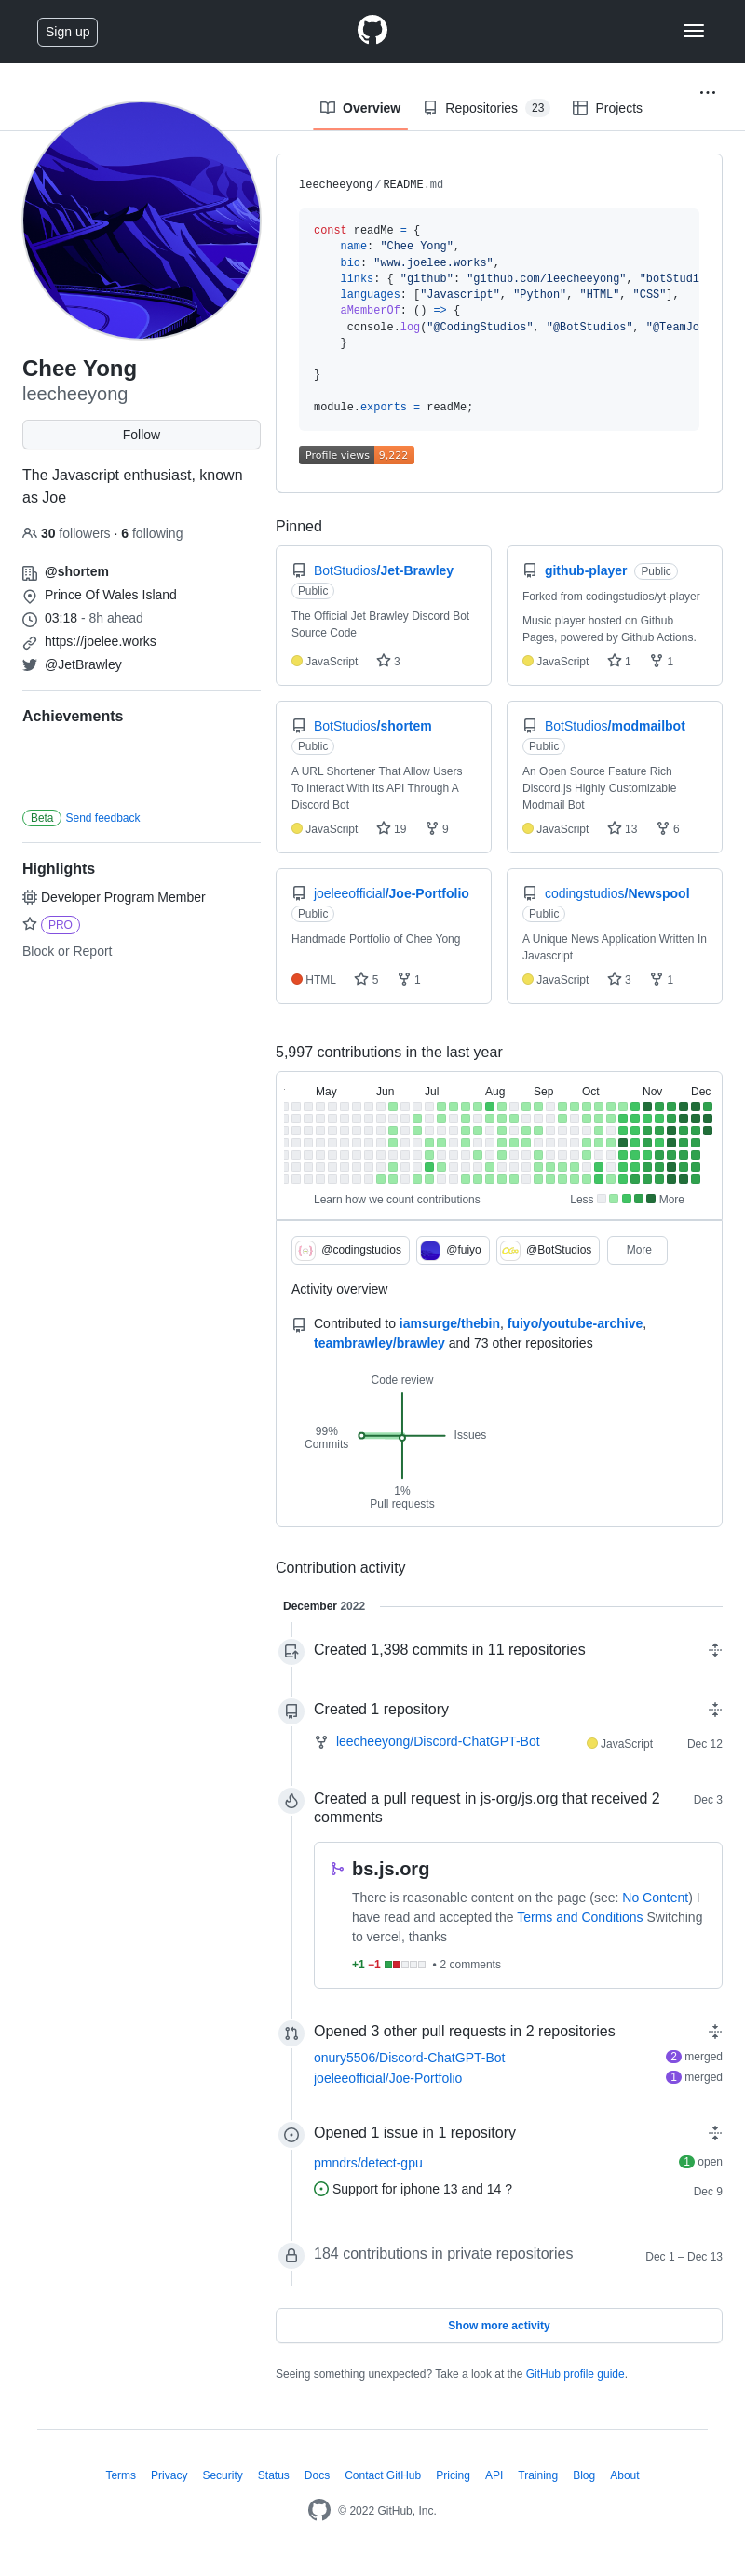 Sign up
Overview
Repositories 23
Projects
leecheeyong/README.md
const readMe = {
name: "Chee Yong",
bio: "www.joelee.works",
links: { "github": "github.com/leecheeyong", "botStudi
languages: ["Javascript", "Python", "HTML", "CSS"],
aMemberOf: () => {
console.log("@CodingStudios", "@BotStudios", "@TeamJo
}
}
module.exports = readMe;
Profile views 9,222
Chee Yong
leecheeyong
Follow
The Javascript enthusiast, known
as Joe
30 followers · 6 following
@shortem
Prince Of Wales Island
03:18 - 8h ahead
https://joelee.works
@JetBrawley
Achievements
Beta Send feedback
Highlights
Developer Program Member
PRO
Block or Report
Pinned
BotStudios/Jet-Brawley
Public
The Official Jet Brawley Discord Bot
Source Code
JavaScript 3
github-player Public
Forked from codingstudios/yt-player
Music player hosted on Github
Pages, powered by Github Actions.
JavaScript 1 1
BotStudios/shortem
Public
A URL Shortener That Allow Users
To Interact With Its API Through A
Discord Bot
JavaScript 19 9
BotStudios/modmailbot
Public
An Open Source Feature Rich
Discord.js Highly Customizable
Modmail Bot
JavaScript 13 6
joeleeofficial/Joe-Portfolio
Public
Handmade Portfolio of Chee Yong
HTML 5 1
codingstudios/Newspool
Public
A Unique News Application Written In
Javascript
JavaScript 3 1
5,997 contributions in the last year
May Jun Jul Aug Sep Oct Nov Dec
Learn how we count contributions
Less More
@codingstudios @fuiyo @BotStudios More
Activity overview
Contributed to iamsurge/thebin, fuiyo/youtube-archive,
teambrawley/brawley and 73 other repositories
Code review
99%
Commits
Issues
1%
Pull requests
Contribution activity
December 2022
Created 1,398 commits in 11 repositories
Created 1 repository
leecheeyong/Discord-ChatGPT-Bot JavaScript Dec 12
Created a pull request in js-org/js.org that received 2 Dec 3
comments
bs.js.org
There is reasonable content on the page (see: No Content) I
have read and accepted the Terms and Conditions Switching
to vercel, thanks
+1 −1 • 2 comments
Opened 3 other pull requests in 2 repositories
onury5506/Discord-ChatGPT-Bot 2 merged
joeleeofficial/Joe-Portfolio 1 merged
Opened 1 issue in 1 repository
pmndrs/detect-gpu 1 open
Support for iphone 13 and 14 ? Dec 9
184 contributions in private repositories Dec 1 – Dec 13
Show more activity
Seeing something unexpected? Take a look at the GitHub profile guide.
Terms Privacy Security Status Docs Contact GitHub Pricing API Training Blog About
© 2022 GitHub, Inc.